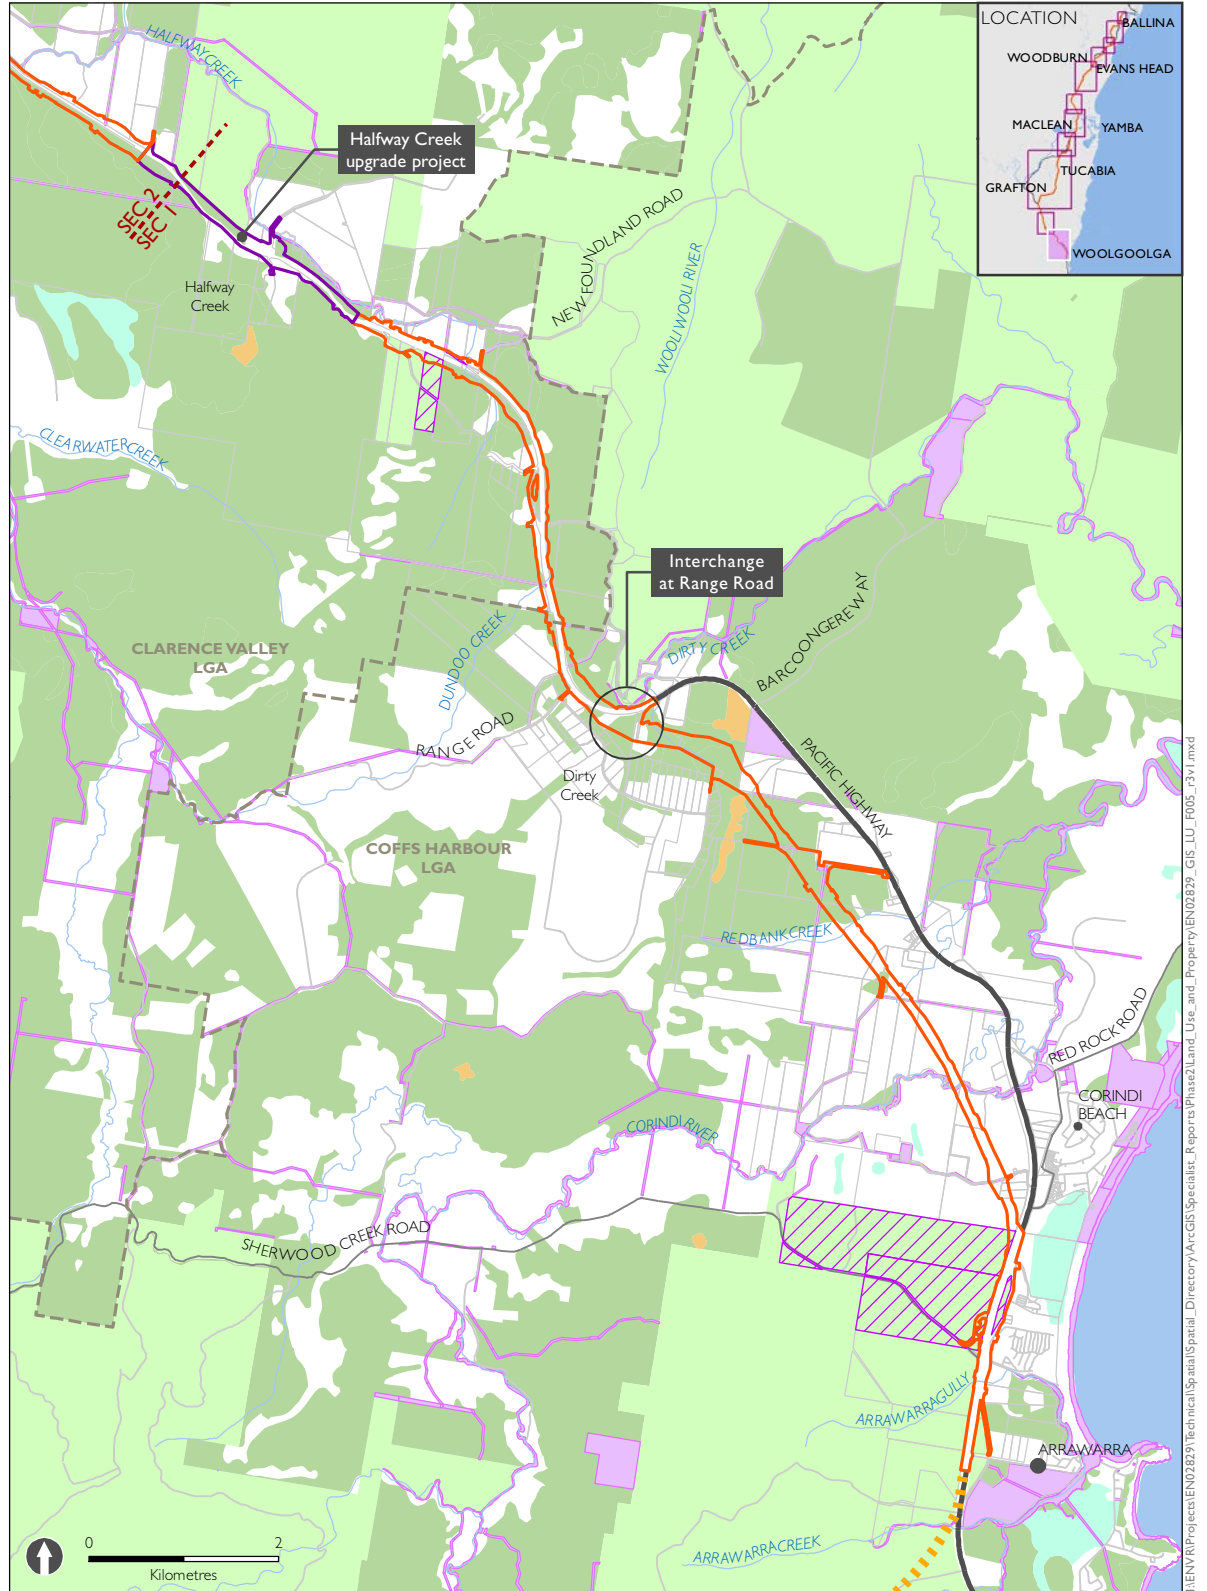 LOCATION
BALLINA
WOODBURN
EVANS HEAD
MACLEAN
YAMBA
TUCABIA
GRAFTON
WOOLGOOLGA
HALFWAY CREEK
Halfway Creek
upgrade project
SEC 2
SEC 1
NEW FOUNDLAND ROAD
WOOLI WOOLI RIVER
Halfway
Creek
CLEARWATER CREEK
Interchange
at Range Road
BARCOONGERE WAY
DIRTY CREEK
DUNDOO CREEK
CLARENCE VALLEY
LGA
RANGE ROAD
PACIFIC HIGHWAY
Dirty
Creek
COFFS HARBOUR
LGA
REDBANK CREEK
RED ROCK ROAD
CORINDI
BEACH
CORINDI RIVER
SHERWOOD CREEK ROAD
ARRAWARRA GULLY
ARRAWARRA
ARRAWARRA CREEK
0 2
Kilometres
I:\ENVR\Projects\EN02829\Technical\Spatial\Spatial_Directory\ArcGIS\Specialist_Reports\Phase2\Land_Use_and_Property\EN02829_GIS_LU_F005_r3v1.mxd